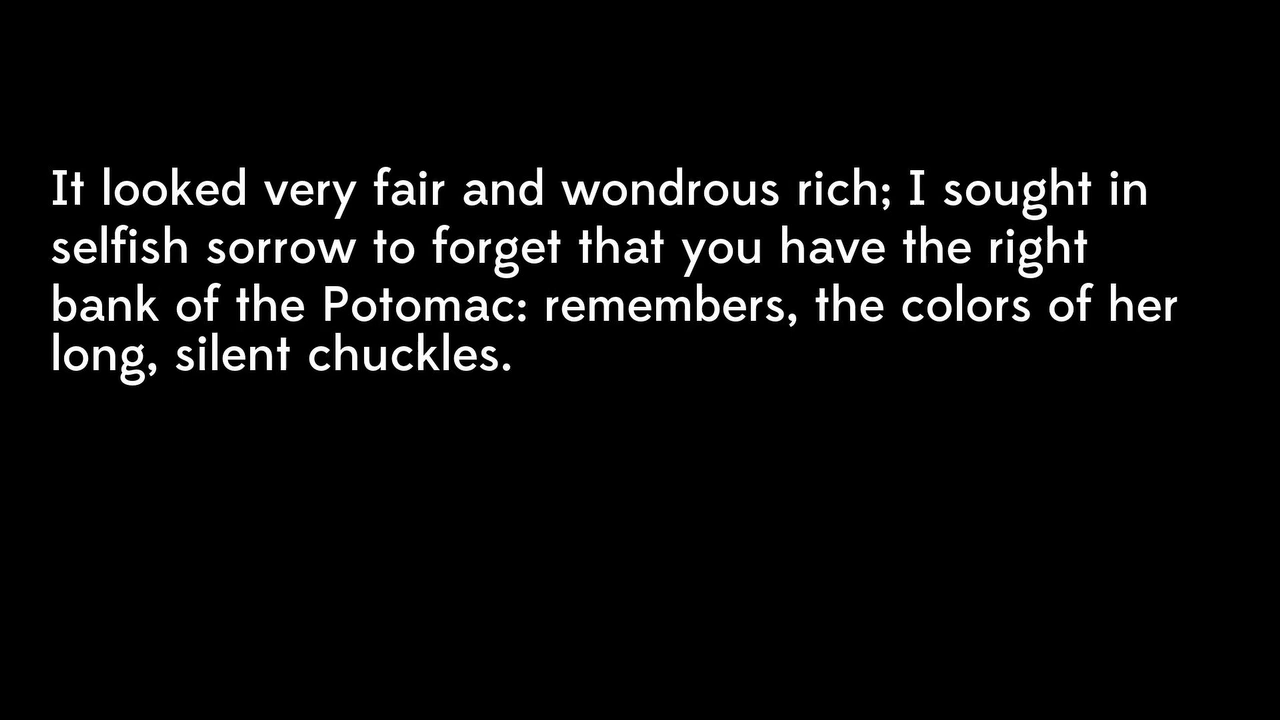 It looked very fair and wondrous rich; I sought in
selfish sorrow to forget that you have the right
bank of the Potomac: remembers, the colors of her
long, silent chuckles.